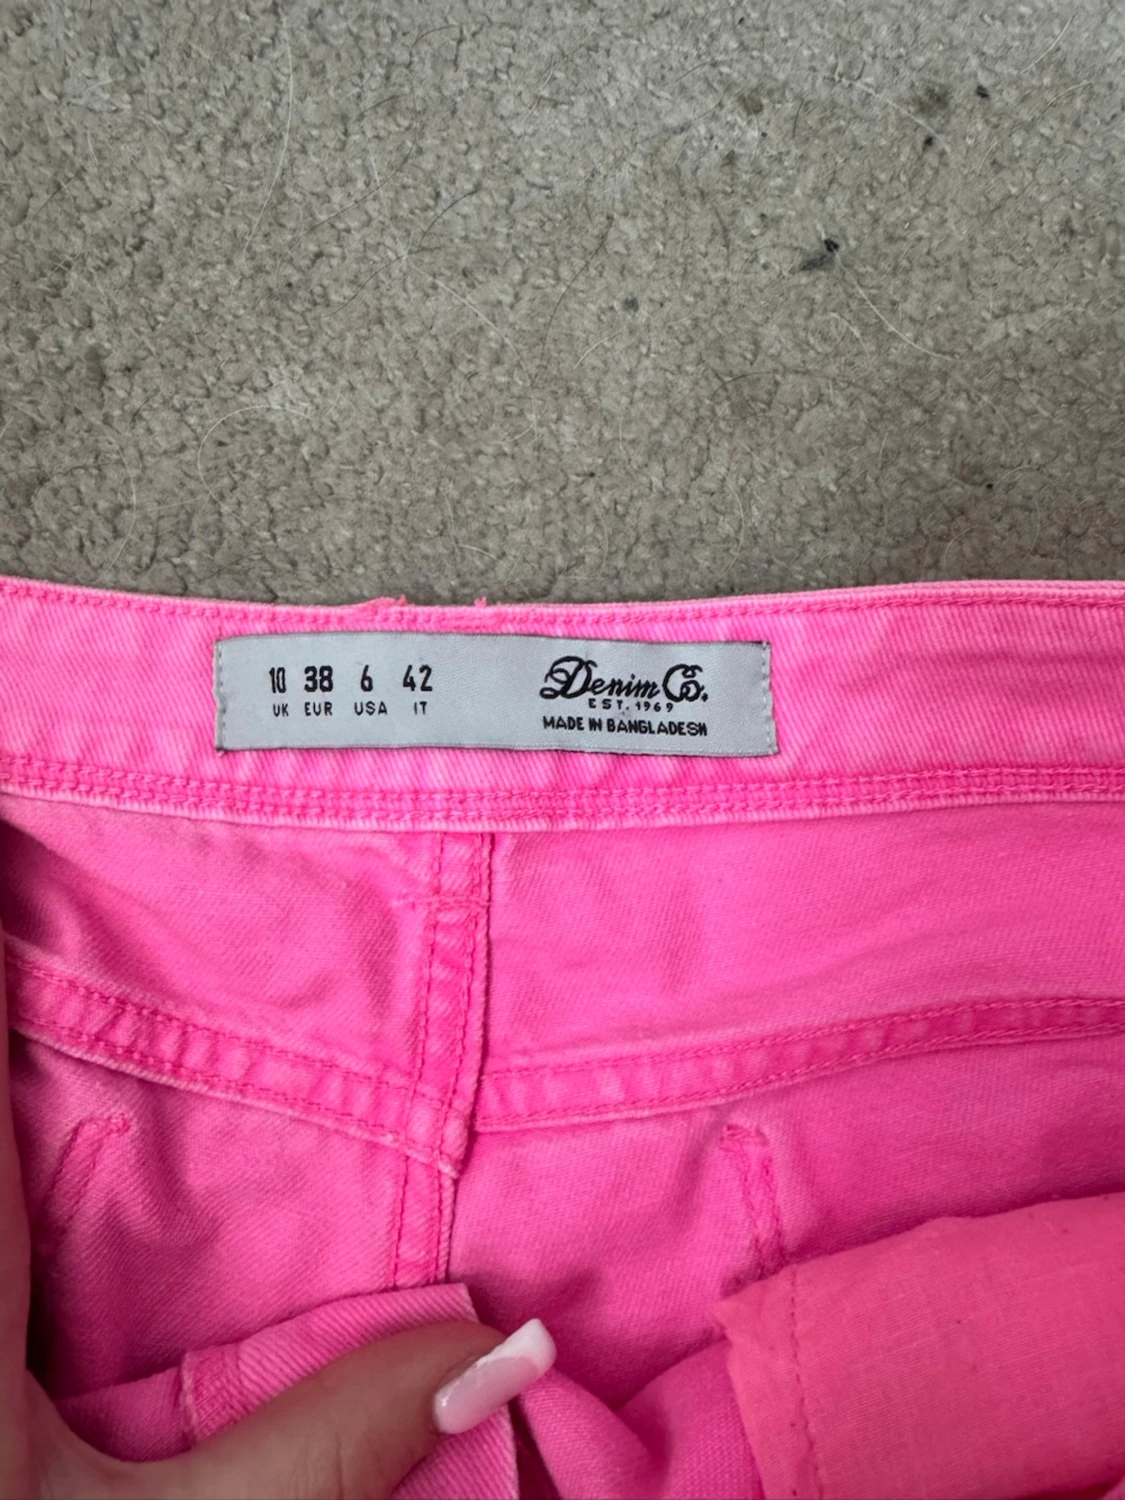 10 38 6 42
UK EUR USA IT
Denim Co.
EST. 1969
MADE IN BANGLADESH